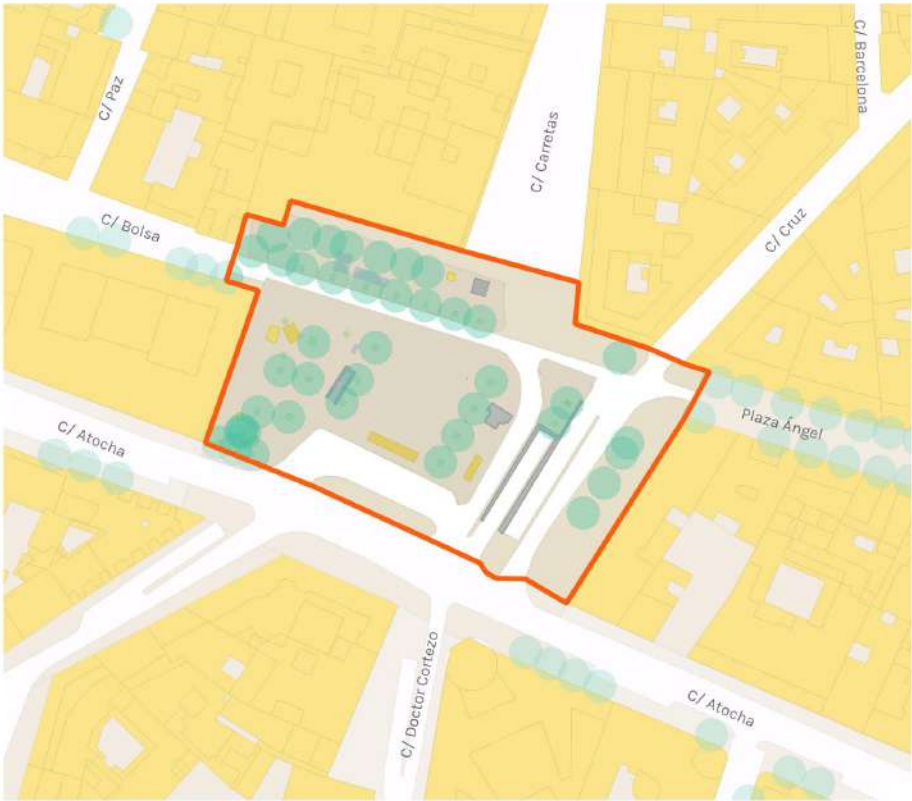 C/ Paz
C/ Barcelona
C/ Carretas
C/ Bolsa
C/ Cruz
Plaza Ángel
C/ Atocha
C/ Doctor Cortezo
C/ Atocha